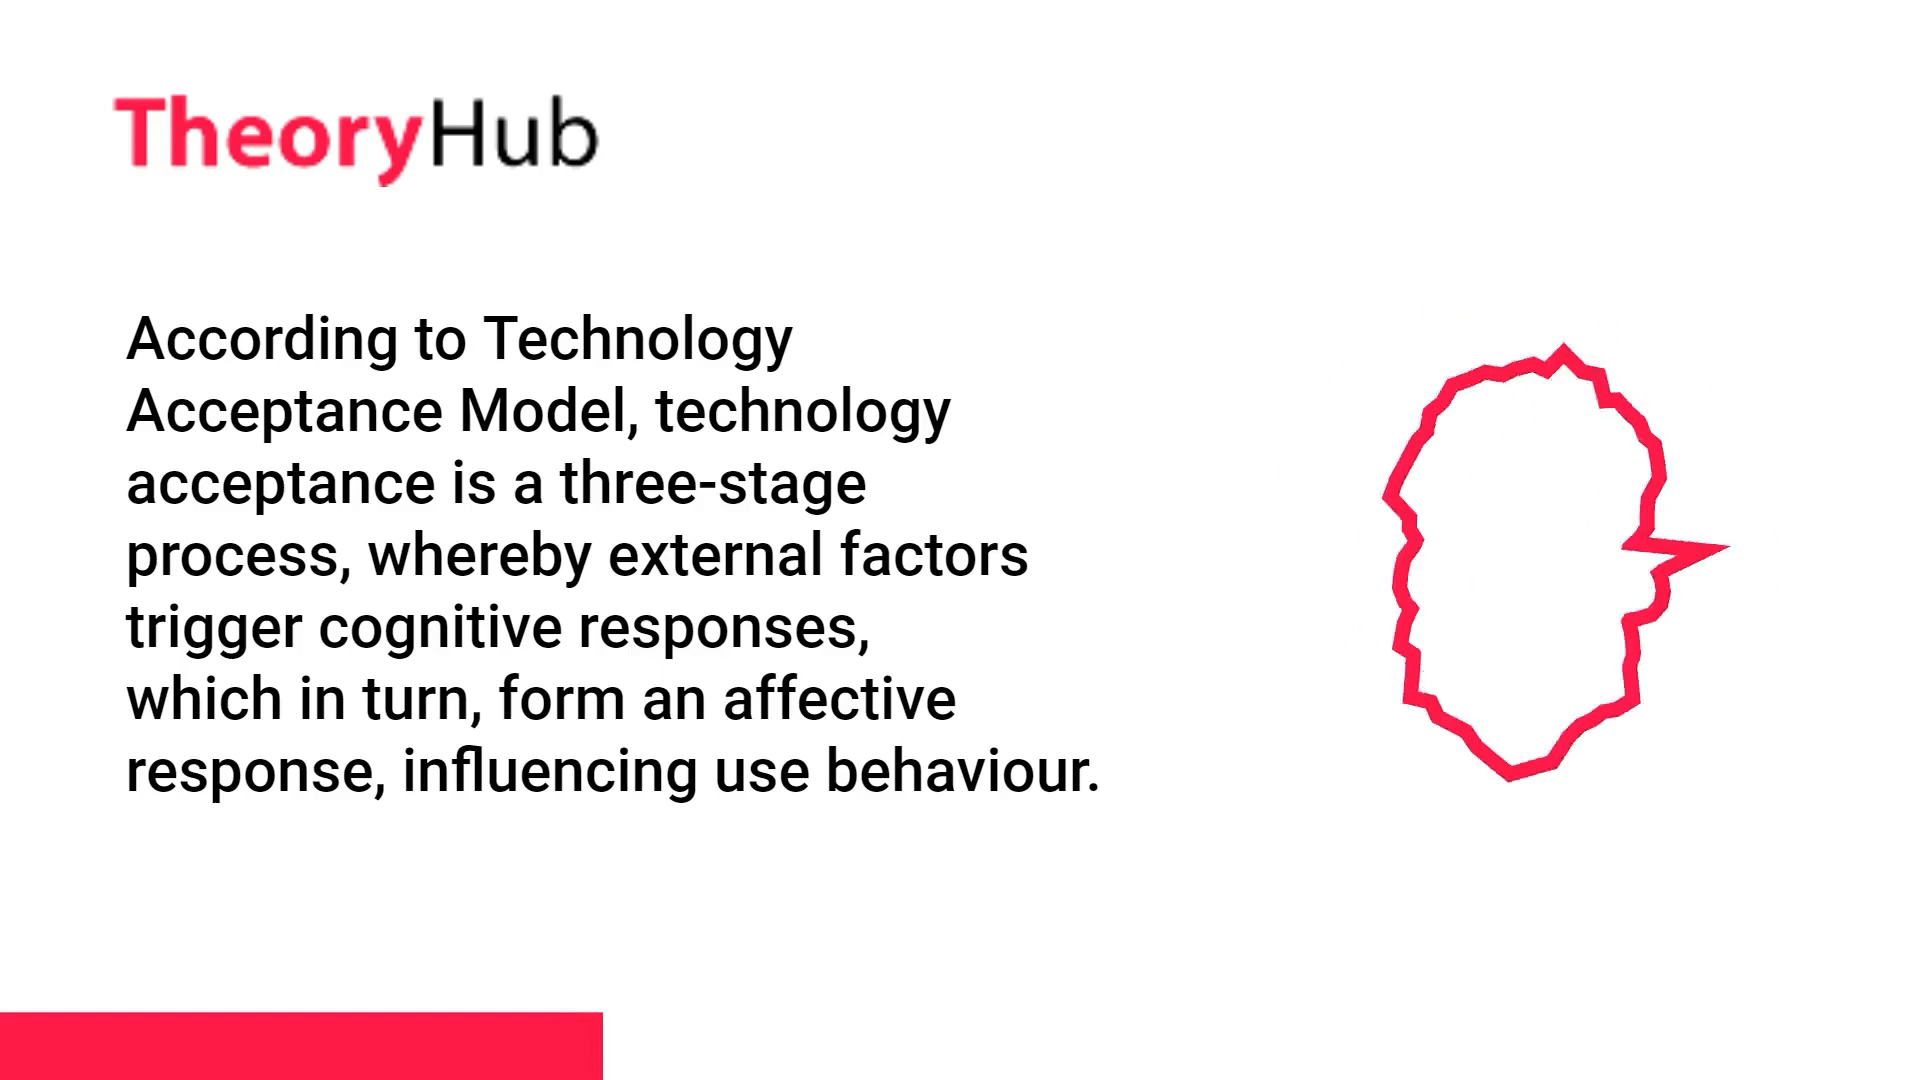 TheoryHub
According to Technology
Acceptance Model, technology
acceptance is a three-stage
process, whereby external factors
trigger cognitive responses,
which in turn, form an affective
response, influencing use behaviour.